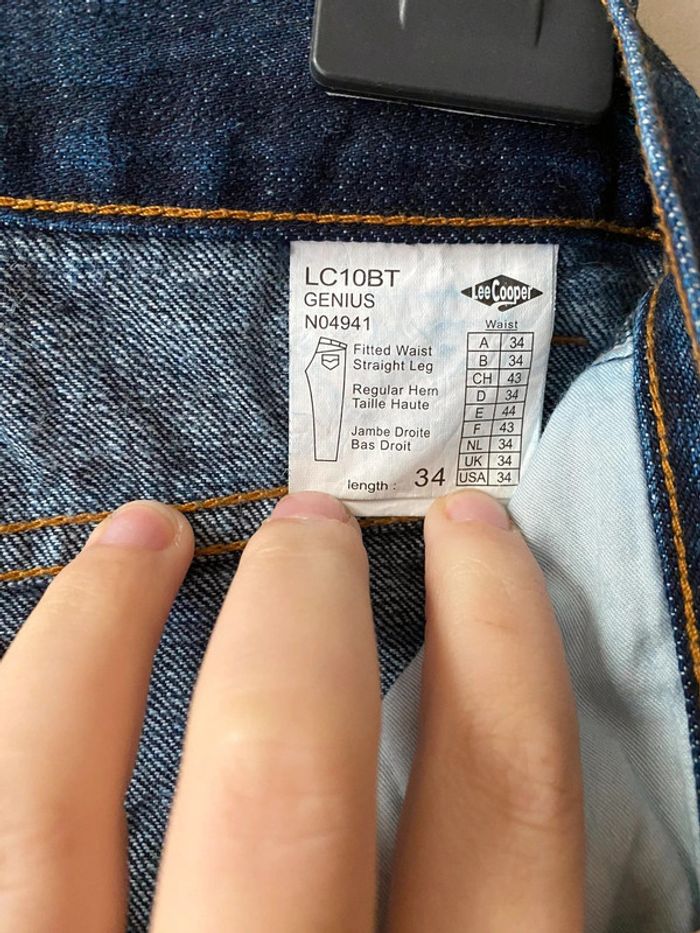 LC10BT
GENIUS
N04941
Lee Cooper
Fitted Waist
Straight Leg
Regular Hem
Taille Haute
Jambe Droite
Bas Droit
length : 34
Waist
A 34
B 34
CH 43
D 34
E 44
F 43
NL 34
UK 34
USA 34